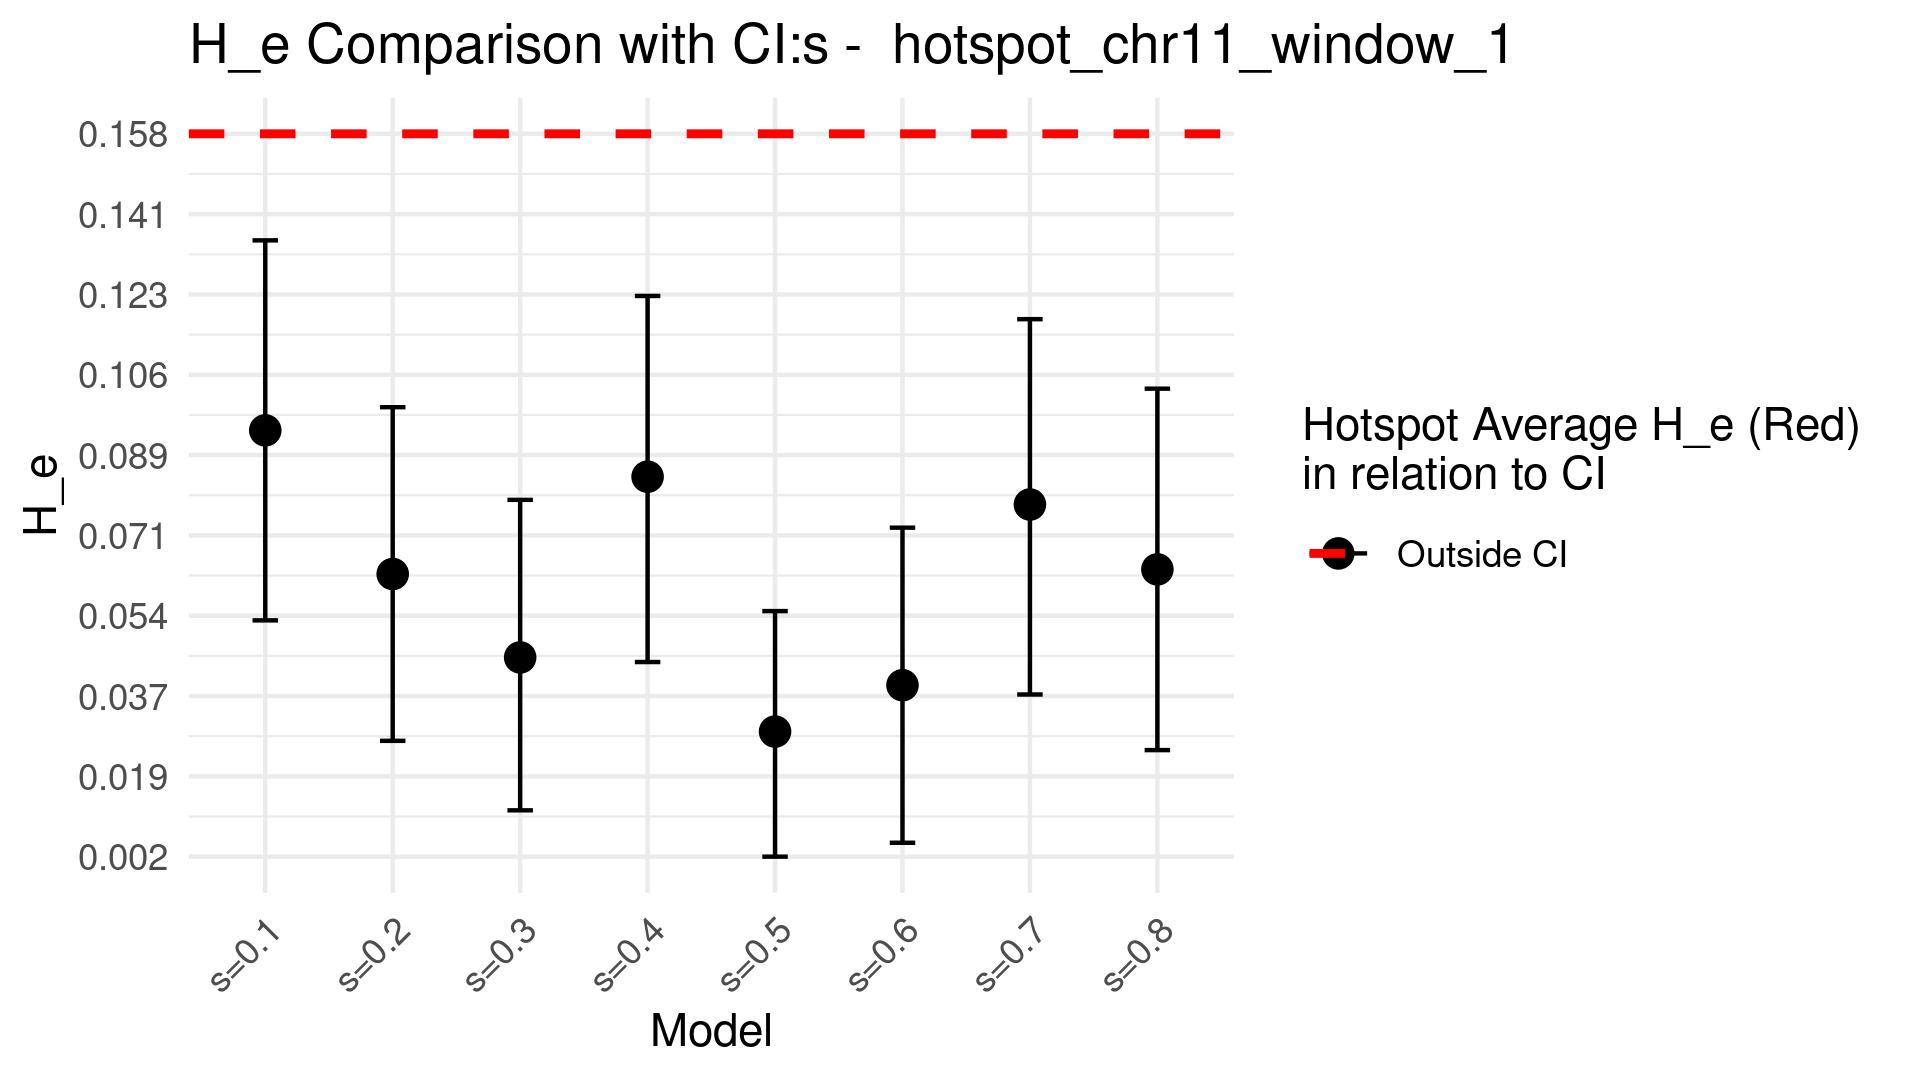 H_e Comparison with CI:s -  hotspot_chr11_window_1
0.158
0.141
0.123
0.106
0.089
0.071
0.054
0.037
0.019
0.002
H_e
s=0.1
s=0.2
s=0.3
s=0.4
s=0.5
s=0.6
s=0.7
s=0.8
Model
Hotspot Average H_e (Red)
in relation to CI
Outside CI